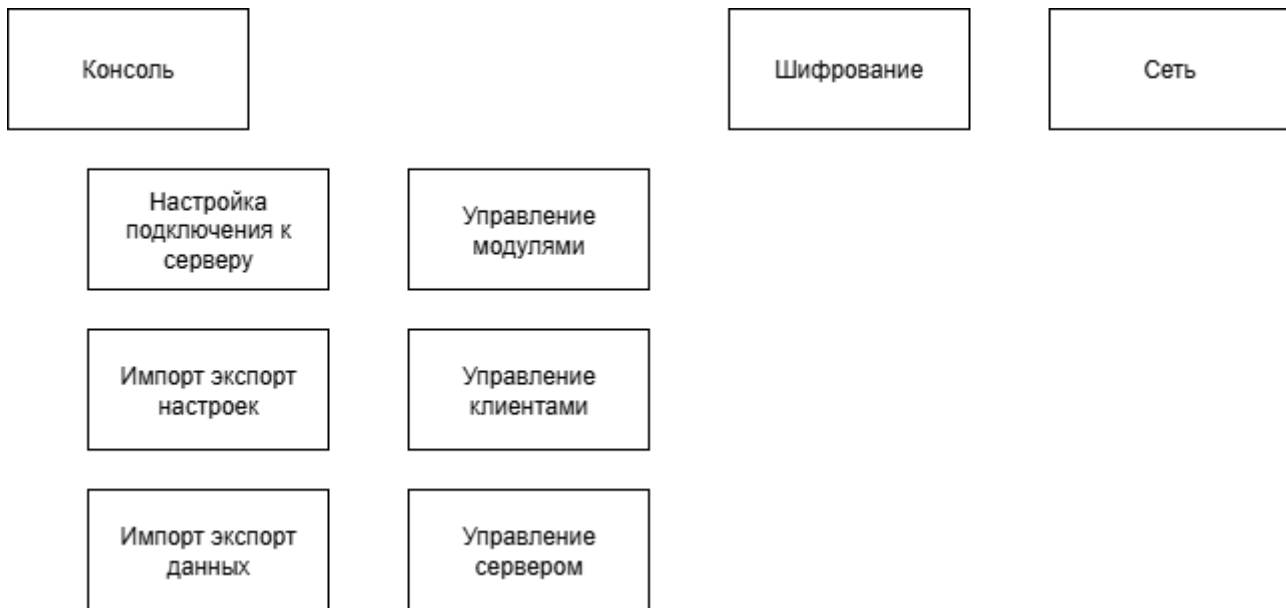 Консоль
Шифрование
Сеть
Настройка
подключения к
серверу
Управление
модулями
Импорт экспорт
настроек
Управление
клиентами
Импорт экспорт
данных
Управление
сервером